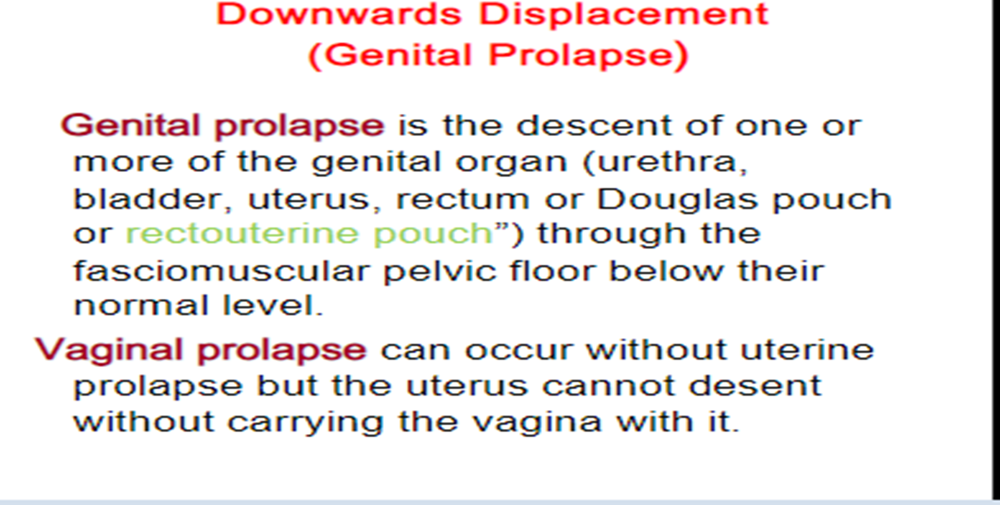 Downwards Displacement
(Genital Prolapse)
Genital prolapse is the descent of one or
more of the genital organ (urethra,
bladder, uterus, rectum or Douglas pouch
or rectouterine pouch”) through the
fasciomuscular pelvic floor below their
normal level.
Vaginal prolapse can occur without uterine
prolapse but the uterus cannot desent
without carrying the vagina with it.